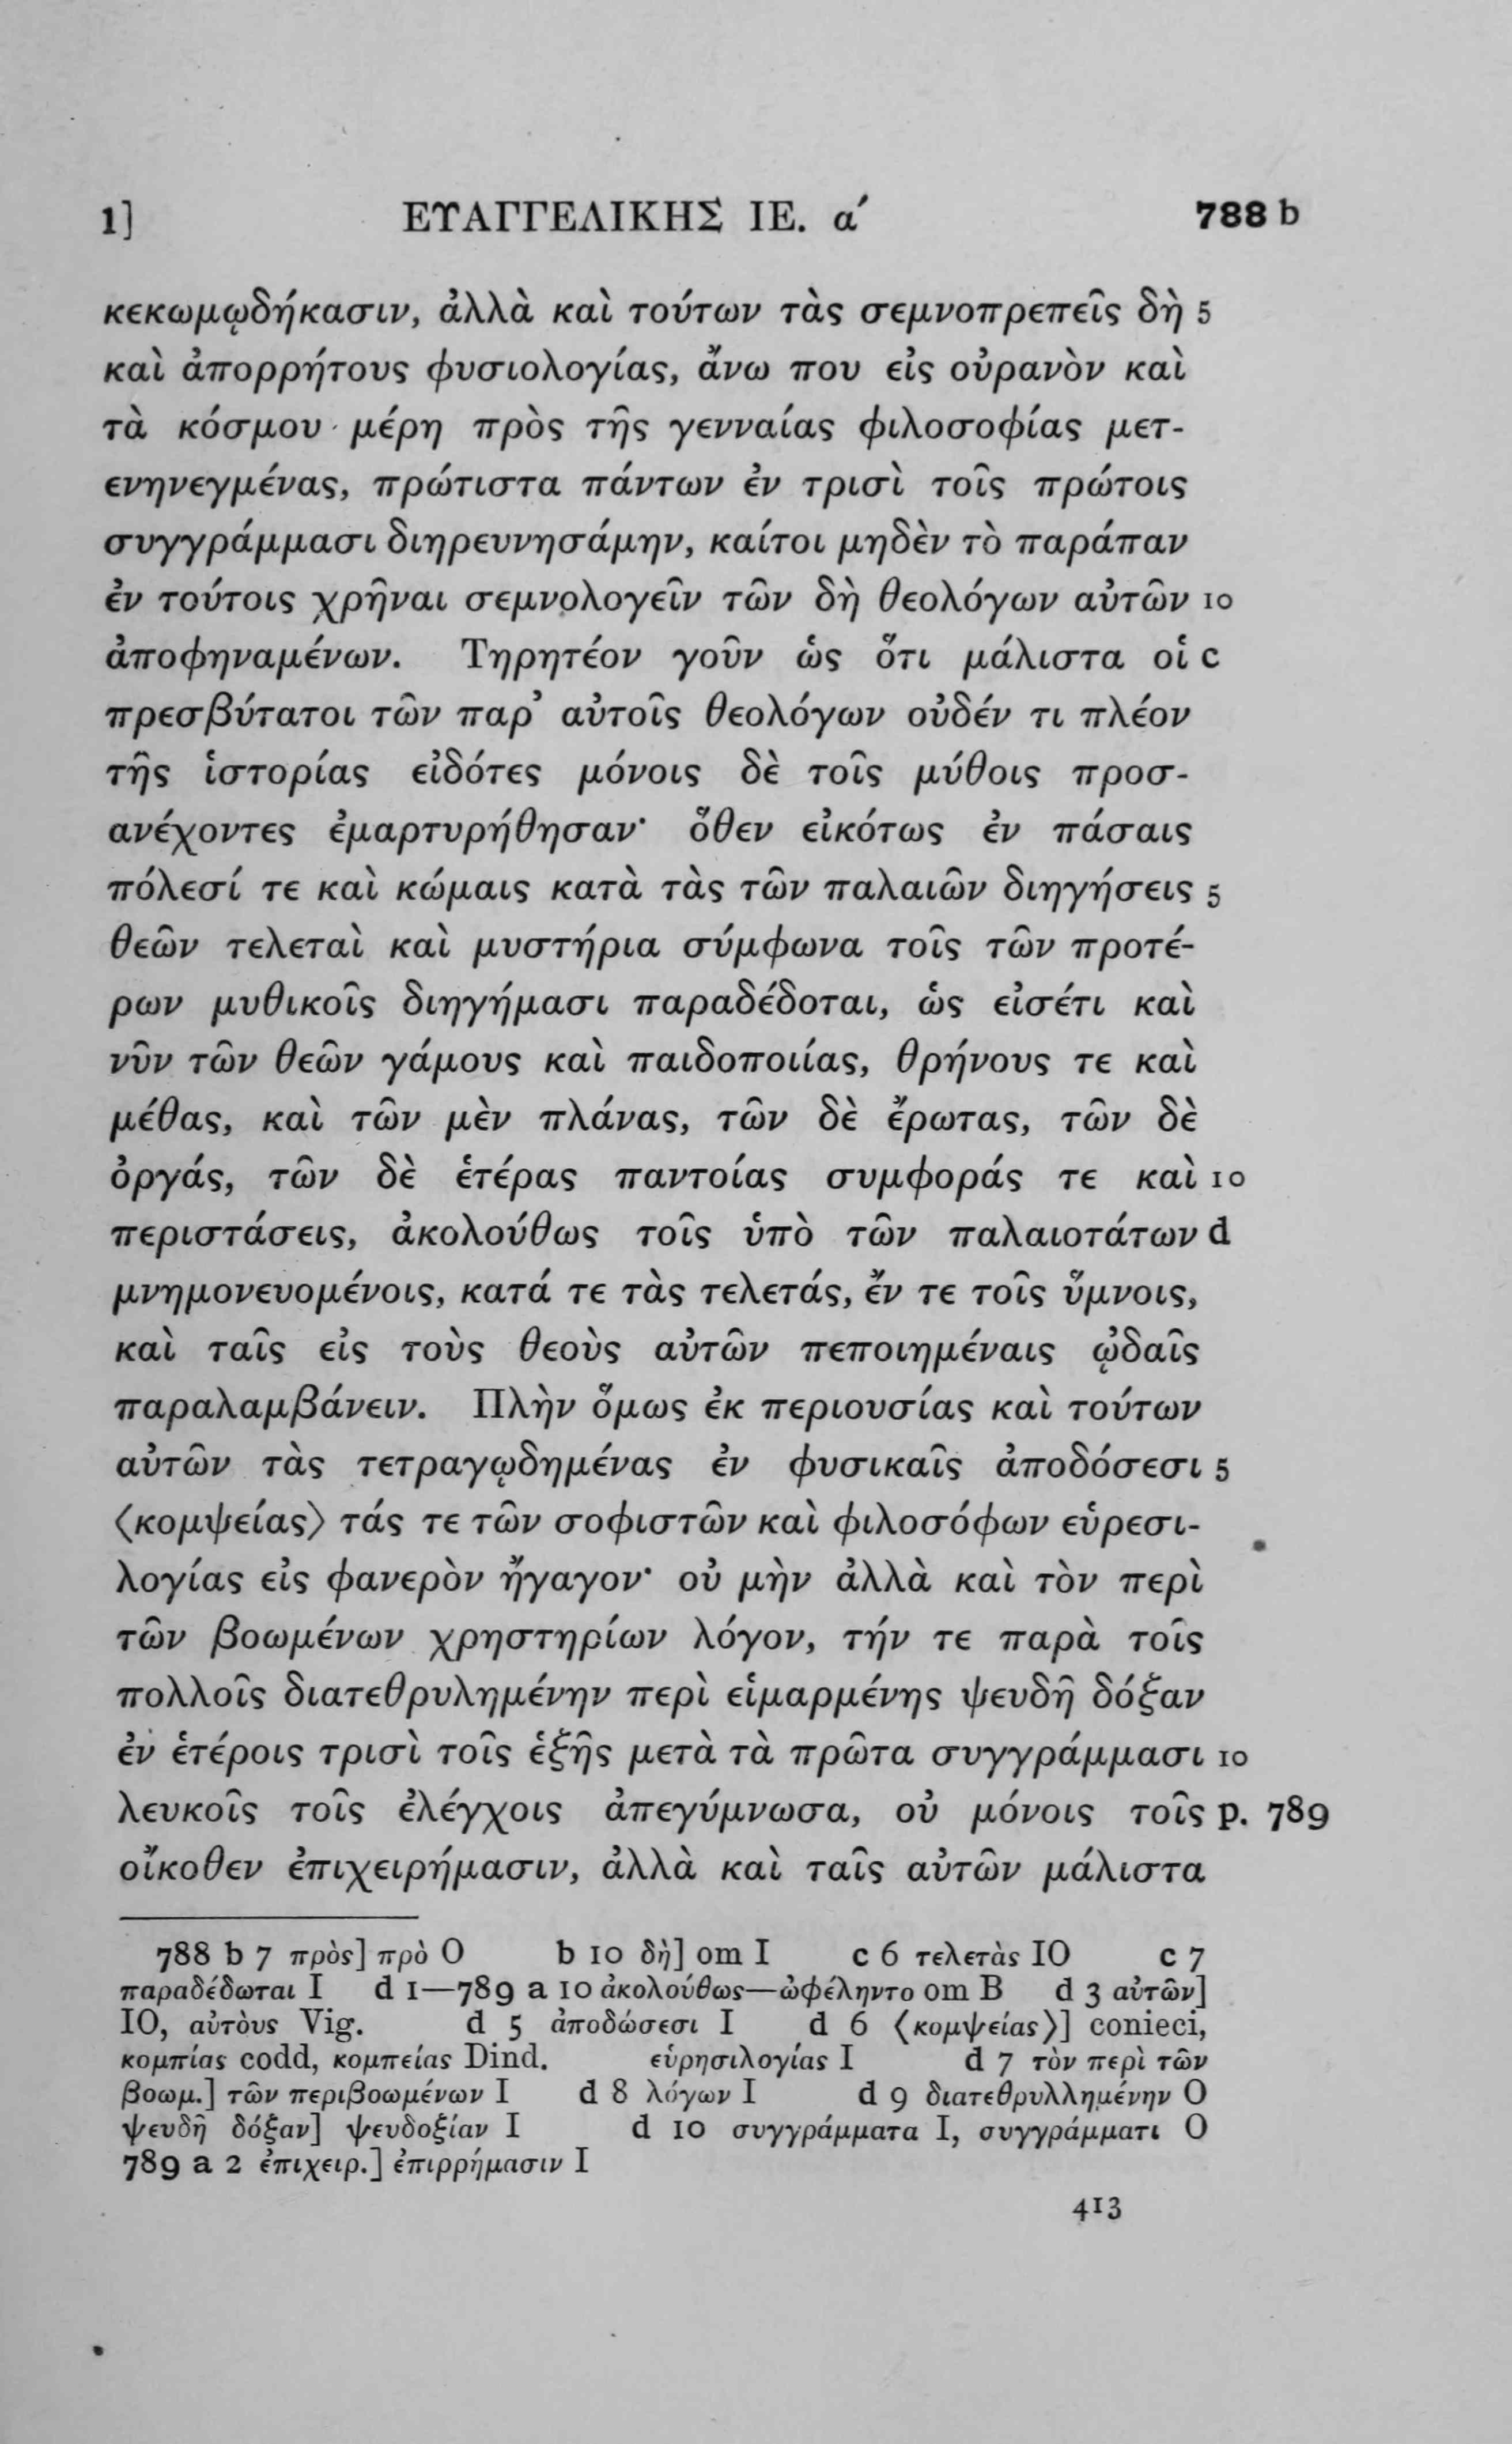 1] ΕΥΑΓΓΕΛΙΚΗΣ ΙΕ. α´ 788 b
κεκωμῳδήκασιν, ἀλλὰ καὶ τούτων τὰς σεμνοπρεπεῖς δὴ 5
καὶ ἀπορρήτους φυσιολογίας, ἄνω που εἰς οὐρανὸν καὶ
τὰ κόσμου μέρη πρὸς τῆς γενναίας φιλοσοφίας μετ-
ενηνεγμένας, πρώτιστα πάντων ἐν τρισὶ τοῖς πρώτοις
συγγράμμασι διηρευνησάμην, καίτοι μηδὲν τὸ παράπαν
ἐν τούτοις χρῆναι σεμνολογεῖν τῶν δὴ θεολόγων αὐτῶν 10
ἀποφηναμένων. Τηρητέον γοῦν ὡς ὅτι μάλιστα οἱ c
πρεσβύτατοι τῶν παρ’ αὐτοῖς θεολόγων οὐδέν τι πλέον
τῆς ἱστορίας εἰδότες μόνοις δὲ τοῖς μύθοις προσ-
ανέχοντες ἐμαρτυρήθησαν· ὅθεν εἰκότως ἐν πάσαις
πόλεσί τε καὶ κώμαις κατὰ τὰς τῶν παλαιῶν διηγήσεις 5
θεῶν τελεταὶ καὶ μυστήρια σύμφωνα τοῖς τῶν προτέ-
ρων μυθικοῖς διηγήμασι παραδέδοται, ὡς εἰσέτι καὶ
νῦν τῶν θεῶν γάμους καὶ παιδοποιίας, θρήνους τε καὶ
μέθας, καὶ τῶν μὲν πλάνας, τῶν δὲ ἔρωτας, τῶν δὲ
ὀργάς, τῶν δὲ ἑτέρας παντοίας συμφοράς τε καὶ 10
περιστάσεις, ἀκολούθως τοῖς ὑπὸ τῶν παλαιοτάτων d
μνημονευομένοις, κατά τε τὰς τελετάς, ἔν τε τοῖς ὕμνοις,
καὶ ταῖς εἰς τοὺς θεοὺς αὐτῶν πεποιημέναις ᾠδαῖς
παραλαμβάνειν. Πλὴν ὅμως ἐκ περιουσίας καὶ τούτων
αὐτῶν τὰς τετραγῳδημένας ἐν φυσικαῖς ἀποδόσεσι 5
⟨κομψείας⟩ τάς τε τῶν σοφιστῶν καὶ φιλοσόφων εὑρεσι-
λογίας εἰς φανερὸν ἤγαγον· οὐ μὴν ἀλλὰ καὶ τὸν περὶ
τῶν βοωμένων χρηστηρίων λόγον, τήν τε παρὰ τοῖς
πολλοῖς διατεθρυλημένην περὶ εἱμαρμένης ψευδῆ δόξαν
ἐν ἑτέροις τρισὶ τοῖς ἑξῆς μετὰ τὰ πρῶτα συγγράμμασι 10
λευκοῖς τοῖς ἐλέγχοις ἀπεγύμνωσα, οὐ μόνοις τοῖς p. 789
οἴκοθεν ἐπιχειρήμασιν, ἀλλὰ καὶ ταῖς αὐτῶν μάλιστα
788 b 7 πρὸς] πρὸ O b 10 δὴ] om I c 6 τελετὰς IO c 7
παραδέδωται I d 1—789 a 10 ἀκολούθως—ὠφέληντο om B d 3 αὐτῶν]
IO, αὐτοὺς Vig. d 5 ἀποδώσεσι I d 6 ⟨κομψείας⟩] conieci,
κομπίας codd, κομπείας Dind. εὑρησιλογίας I d 7 τὸν περὶ τῶν
βοωμ.] τῶν περιβοωμένων I d 8 λόγων I d 9 διατεθρυλλημένην O
ψευδῆ δόξαν] ψευδοξίαν I d 10 συγγράμματα I, συγγράμματι O
789 a 2 ἐπιχειρ.] ἐπιρρήμασιν I
413